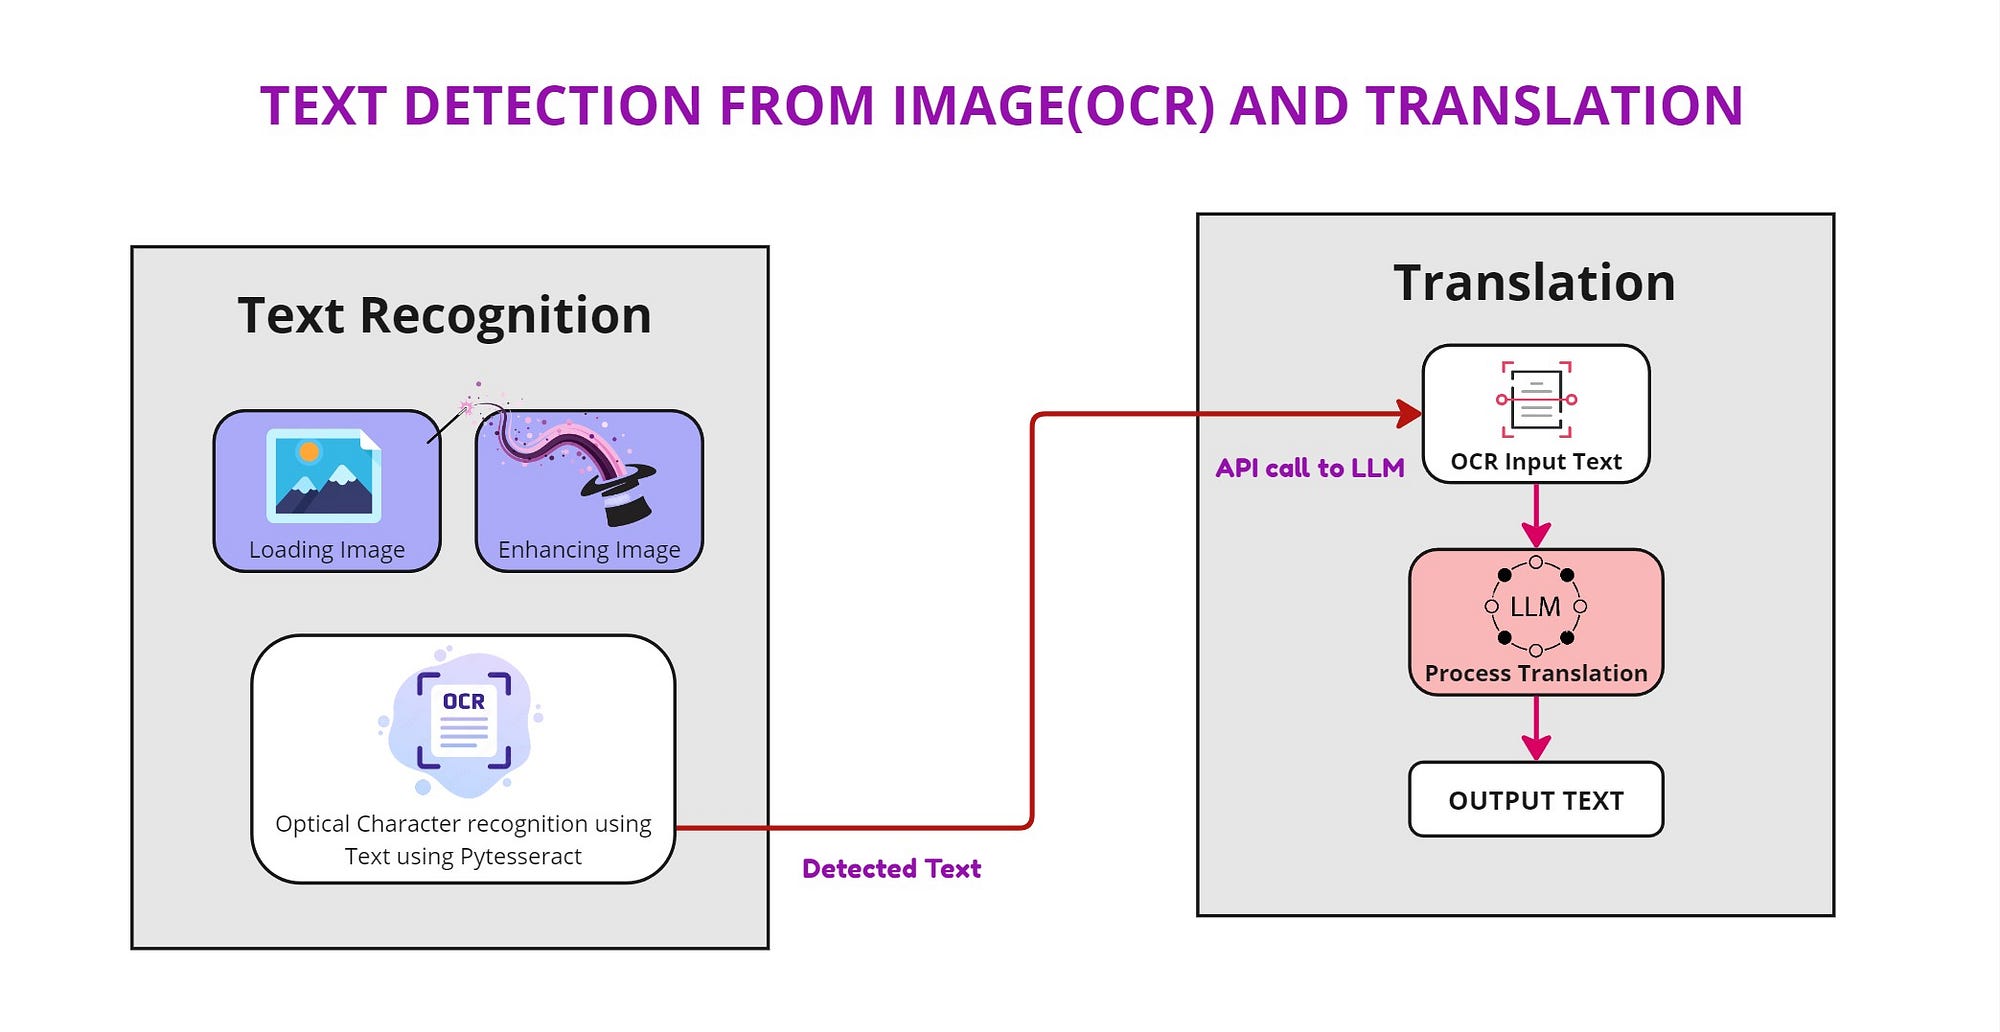 TEXT DETECTION FROM IMAGE(OCR) AND TRANSLATION
Text Recognition
Loading Image
Enhancing Image
OCR
Optical Character recognition using
Text using Pytesseract
Detected Text
Translation
API call to LLM
OCR Input Text
LLM
Process Translation
OUTPUT TEXT